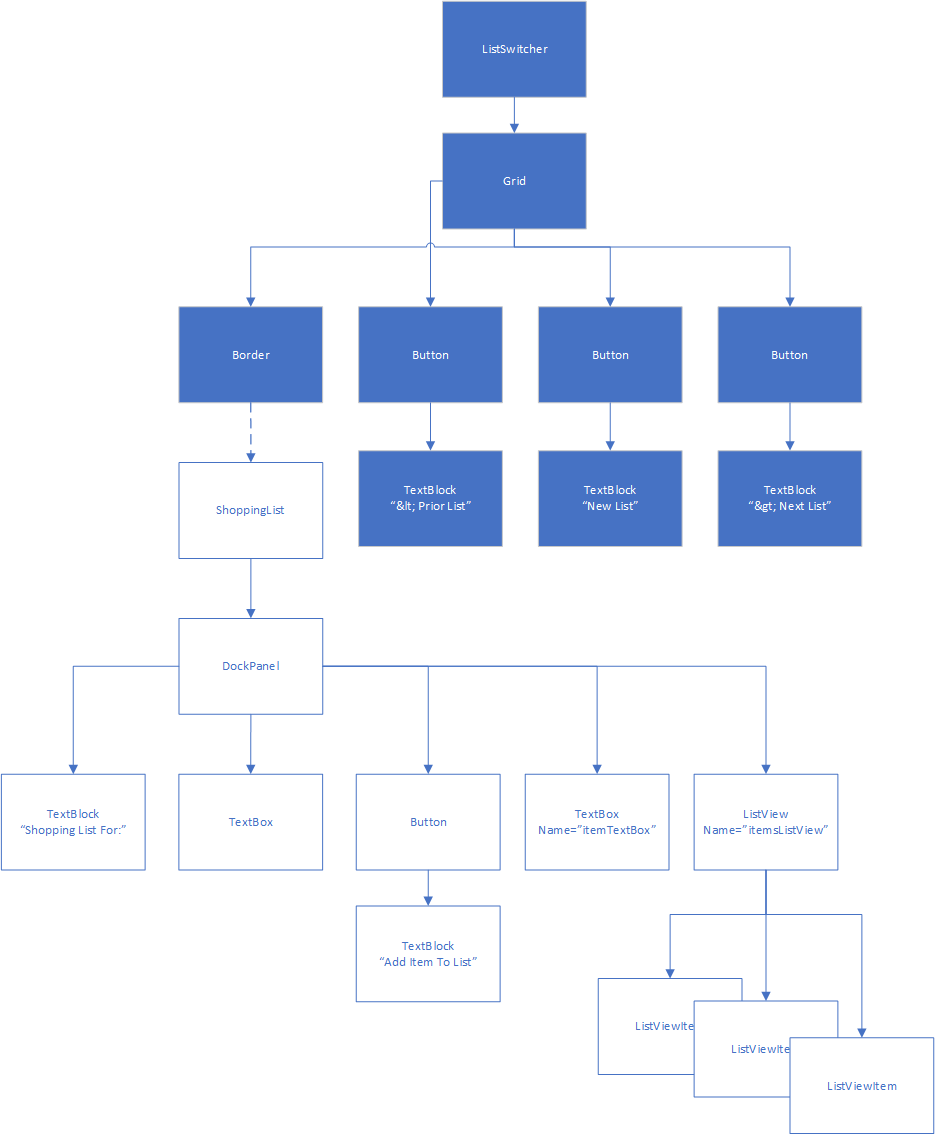 ListSwitcher
Grid
Border
Button
Button
Button
TextBlock
“&lt; Prior List”
TextBlock
“New List”
TextBlock
“&gt; Next List”
ShoppingList
DockPanel
TextBlock
“Shopping List For:”
TextBox
Button
TextBox
Name=”itemTextBox”
ListView
Name=”itemsListView”
TextBlock
“Add Item To List”
ListViewIte
ListViewIte
ListViewItem